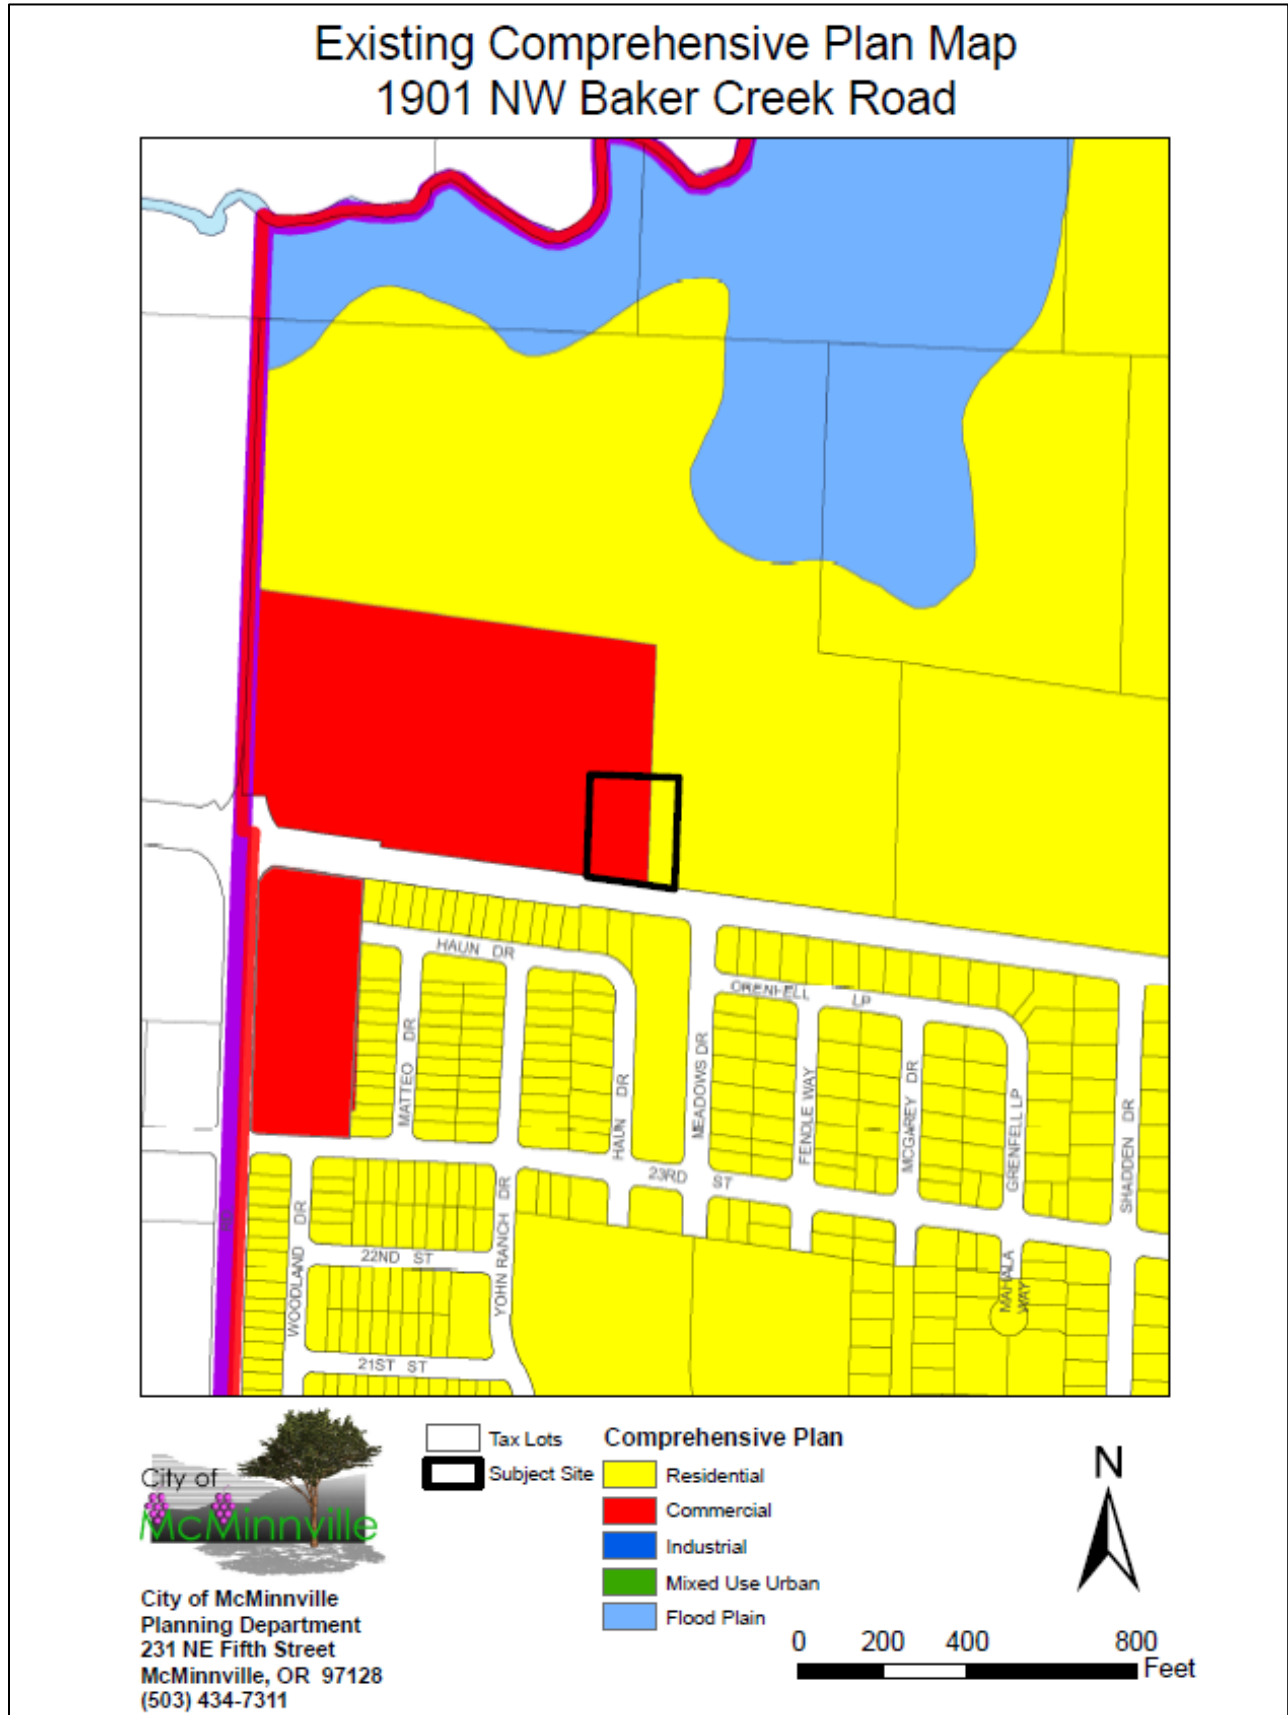 Existing Comprehensive Plan Map
1901 NW Baker Creek Road
HAUN DR
MATTEO DR
HAUN DR
MEADOWS DR
GRENFELL LP
FENDLE WAY
MCGAREY DR
GRENFELL LP
SHADDEN DR
23RD ST
WOODLAND DR
22ND ST
YOHN RANCH DR
MAHALA
WAY
21ST ST
City of
McMinnville
Tax Lots
Subject Site
Comprehensive Plan
Residential
Commercial
Industrial
Mixed Use Urban
Flood Plain
N
0 200 400 800
Feet
City of McMinnville
Planning Department
231 NE Fifth Street
McMinnville, OR 97128
(503) 434-7311